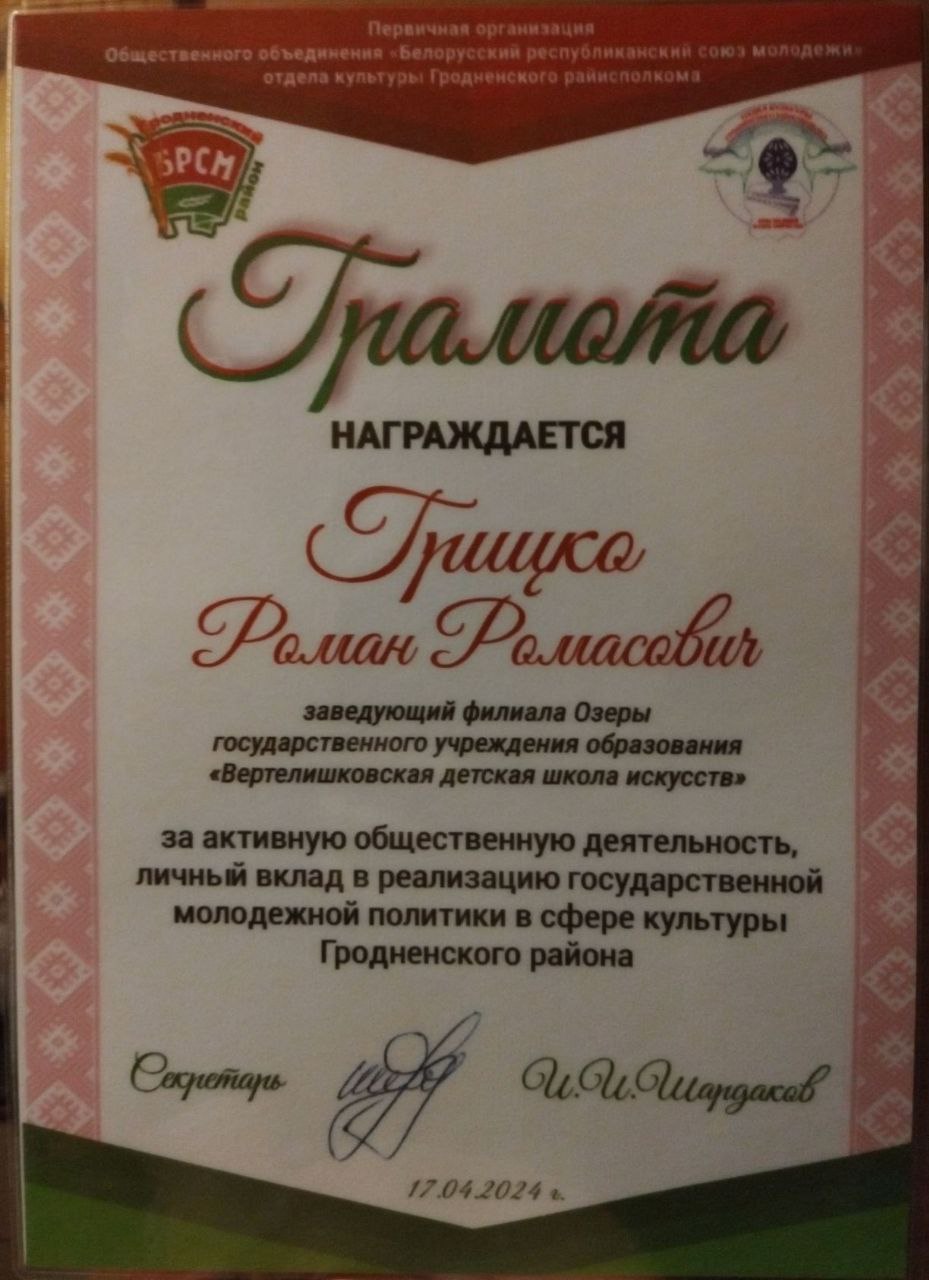 Первичная организация
Общественного объединения «Белорусский республиканский союз молодежи»
отдела культуры Гродненского райисполкома
Гродненский
БРСМ
район
Грамота
НАГРАЖДАЕТСЯ
Грицко
Роман Ромасович
заведующий филиала Озеры
государственного учреждения образования
«Вертелишковская детская школа искусств»
за активную общественную деятельность,
личный вклад в реализацию государственной
молодежной политики в сфере культуры
Гродненского района
Секретарь
И.И.Шардаков
17.04.2024 г.